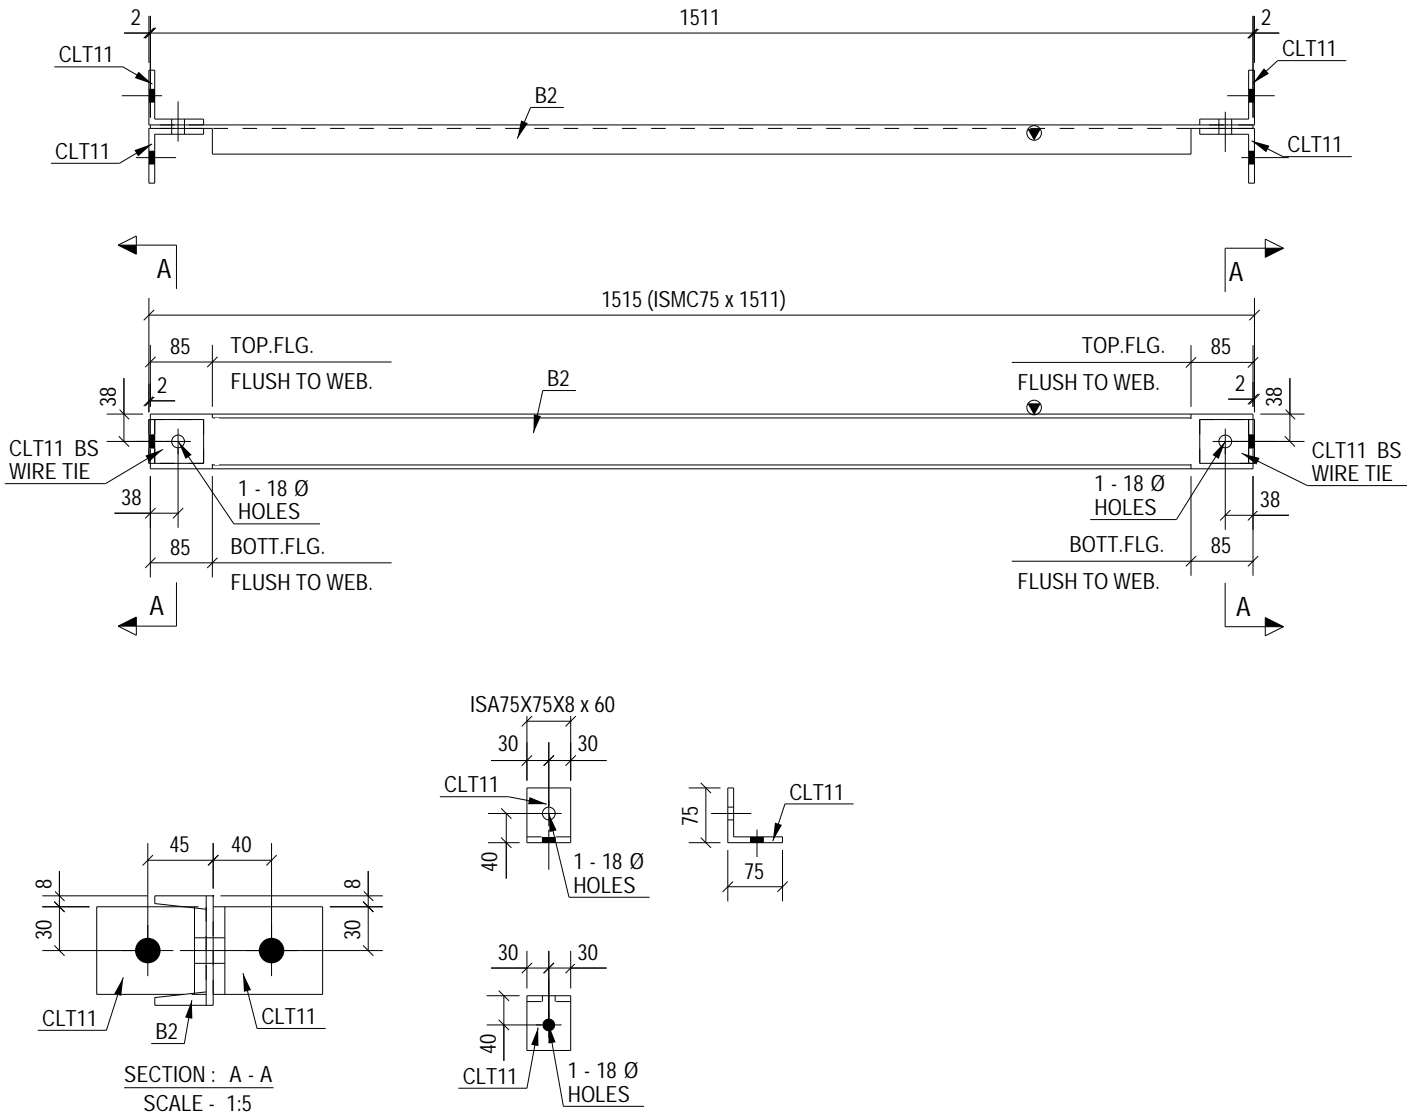 2
1511
2
CLT11
CLT11
B2
CLT11
CLT11
A
A
1515 (ISMC75 x 1511)
85
TOP.FLG.
FLUSH TO WEB.
TOP.FLG.
85
FLUSH TO WEB.
38
2
B2
2
38
CLT11 BS
WIRE TIE
CLT11 BS
WIRE TIE
38
1 - 18 Ø
HOLES
1 - 18 Ø
HOLES
38
85
BOTT.FLG.
FLUSH TO WEB.
BOTT.FLG.
85
FLUSH TO WEB.
A
A
ISA75X75X8 x 60
30
30
CLT11
40
1 - 18 Ø
HOLES
75
CLT11
75
45
40
8
30
8
30
CLT11
B2
CLT11
SECTION : A - A
SCALE - 1:5
30
30
40
CLT11
1 - 18 Ø
HOLES